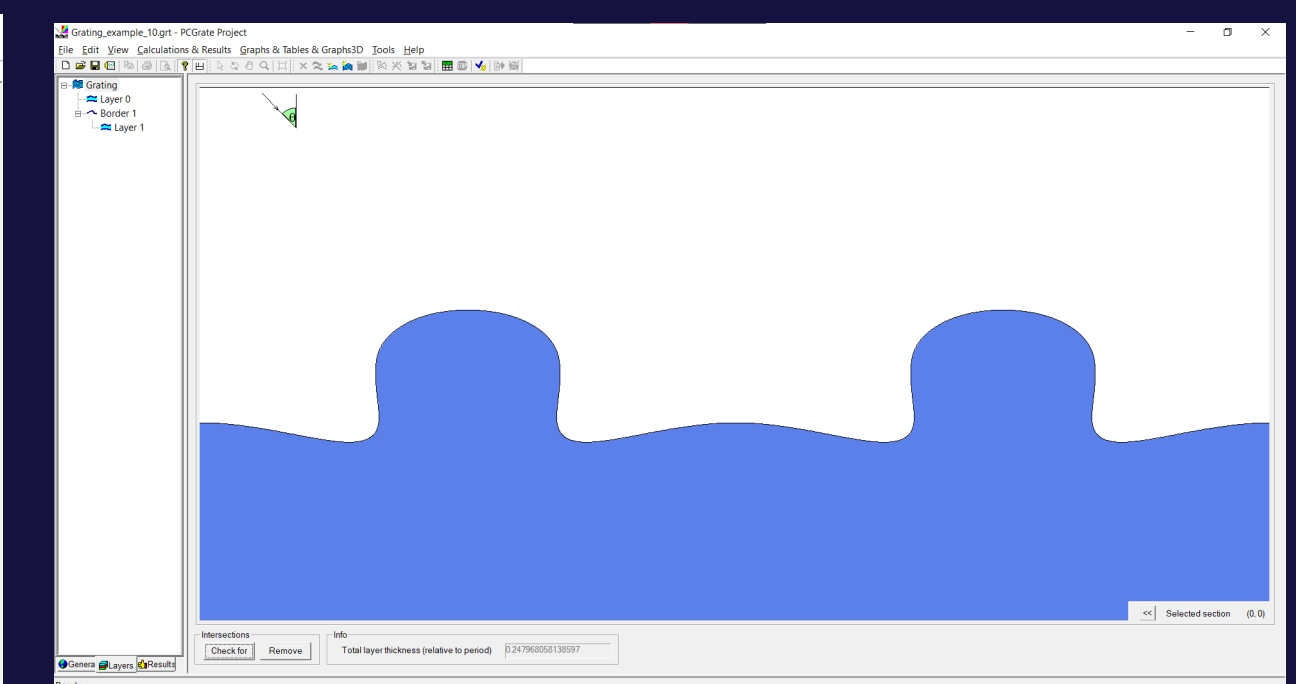 Grating_example_10.grt - PCGrate Project
File Edit View Calculations & Results Graphs & Tables & Graphs3D Tools Help
Grating
Layer 0
Border 1
Layer 1
θ
<< Selected section (0, 0)
Intersections
Check for Remove
Info
Total layer thickness (relative to period) 0.247968058138597
Genera Layers Results